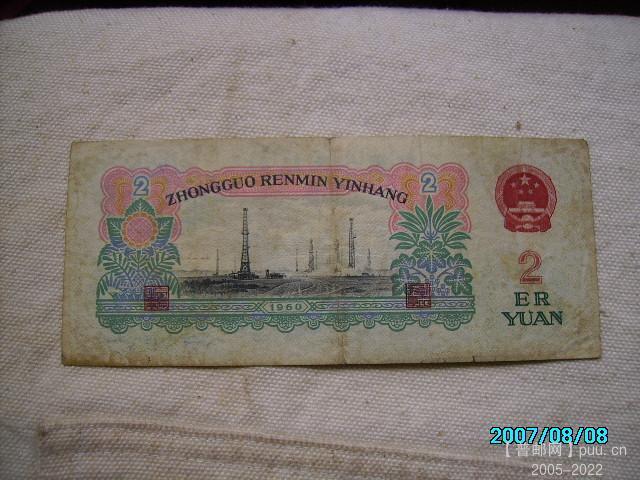 2
ZHONGGUO RENMIN YINHANG
2
2
ER
YUAN
1960
2007/08/08
【普邮网】puu.cn
2005-2022